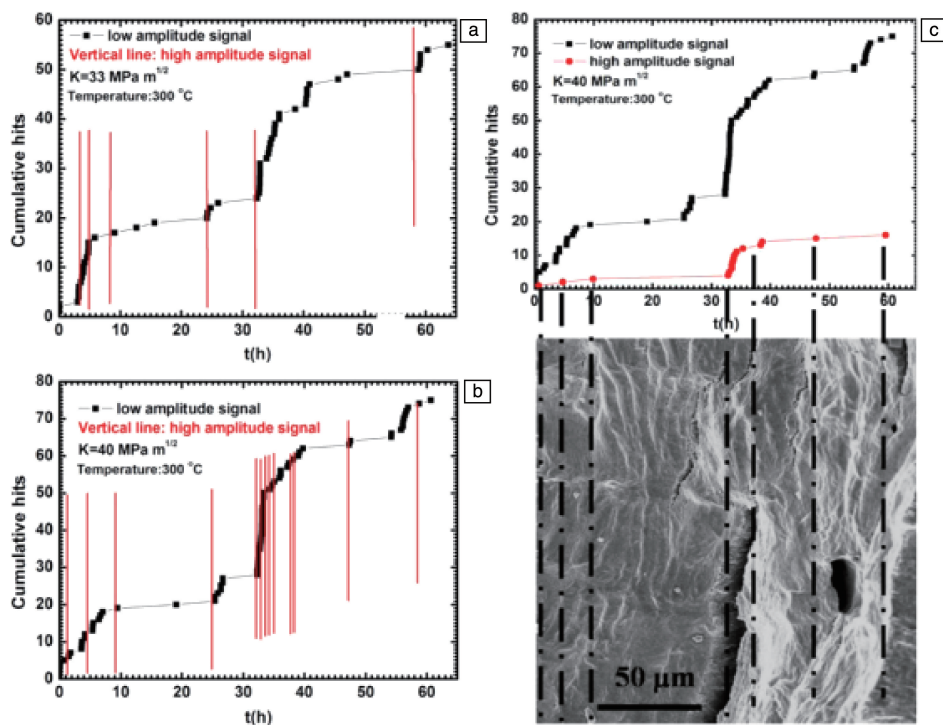 a
low amplitude signal
Vertical line: high amplitude signal
K=33 MPa m^1/2
Temperature:300 °C
Cumulative hits
60
50
40
30
20
10
0
0 10 20 30 40 50 60
t(h)
b
low amplitude signal
Vertical line: high amplitude signal
K=40 MPa m^1/2
Temperature:300 °C
Cumulative hits
80
70
60
50
40
30
20
10
0
0 10 20 30 40 50 60
t(h)
c
low amplitude signal
high amplitude signal
K=40 MPa m^1/2
Temperature:300 °C
Cumulative hits
80
70
60
50
40
30
20
10
0
0 10 20 30 40 50 60
t(h)
50 µm